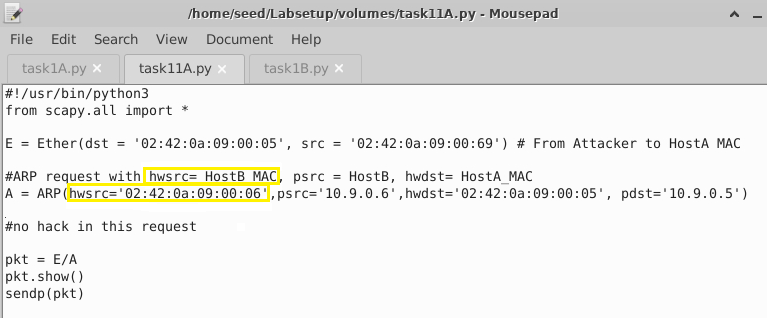 /home/seed/Labsetup/volumes/task11A.py - Mousepad
File Edit Search View Document Help
task1A.py × task11A.py × task1B.py ×
#!/usr/bin/python3
from scapy.all import *
E = Ether(dst = '02:42:0a:09:00:05', src = '02:42:0a:09:00:69') # From Attacker to HostA MAC
#ARP request with hwsrc= HostB MAC, psrc = HostB, hwdst= HostA_MAC
A = ARP(hwsrc='02:42:0a:09:00:06',psrc='10.9.0.6',hwdst='02:42:0a:09:00:05', pdst='10.9.0.5')
#no hack in this request
pkt = E/A
pkt.show()
sendp(pkt)